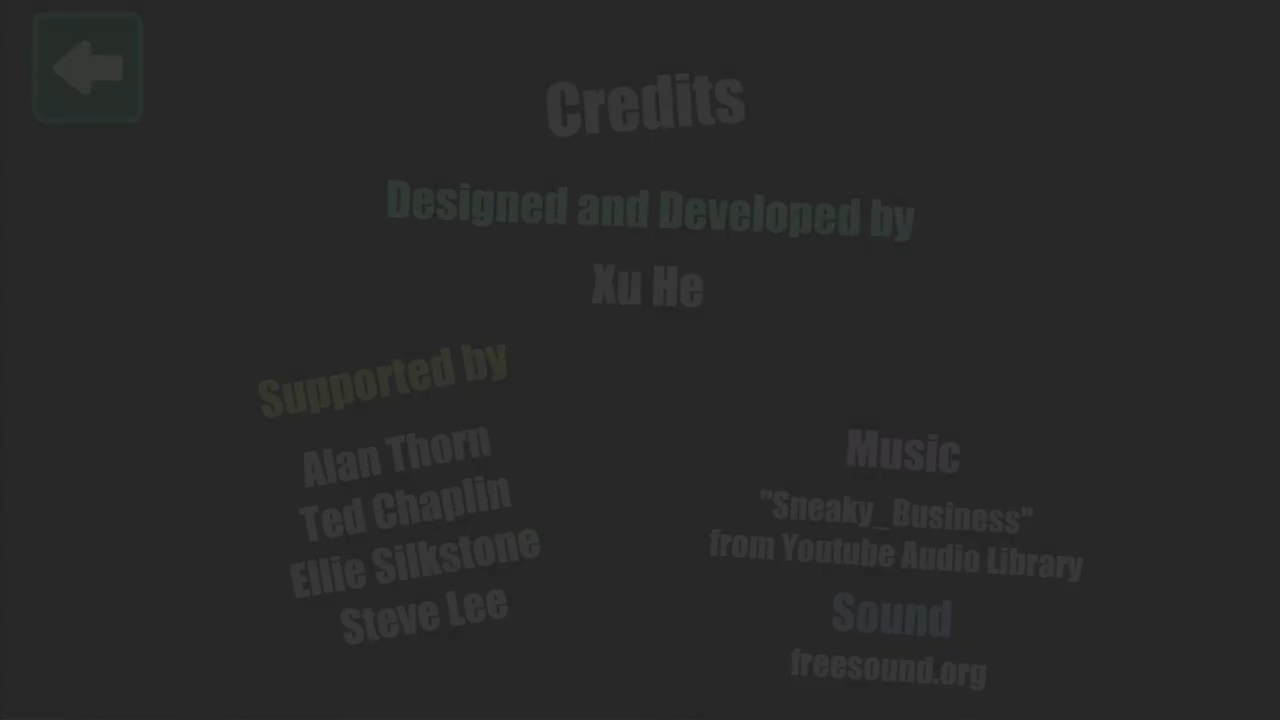 Credits
Designed and Developed by
Xu He
Supported by
Alan Thorn
Ted Chaplin
Ellie Silkstone
Steve Lee
Music
"Sneaky_Business"
from Youtube Audio Library
Sound
freesound.org